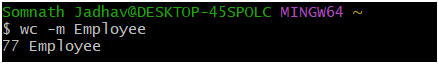 Somnath Jadhav@DESKTOP-45SPOLC MINGW64 ~
$ wc -m Employee
77 Employee